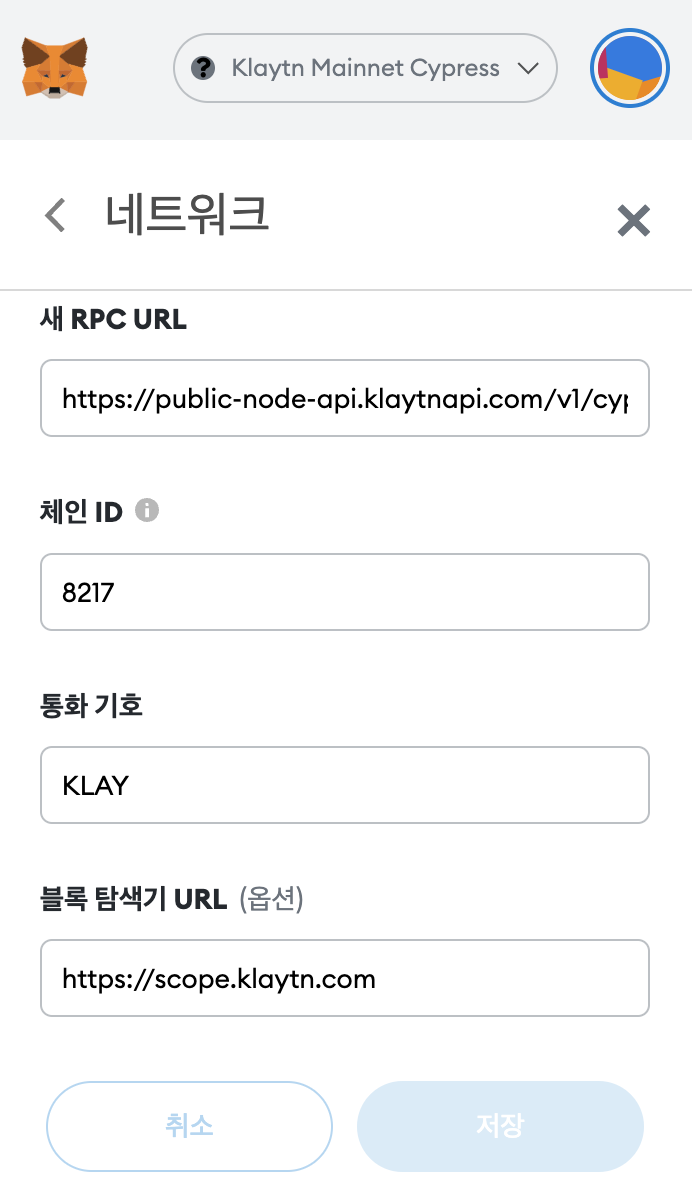 Klaytn Mainnet Cypress
네트워크
새 RPC URL
https://public-node-api.klaytnapi.com/v1/cyp
체인 ID
8217
통화 기호
KLAY
블록 탐색기 URL (옵션)
https://scope.klaytn.com
취소 저장